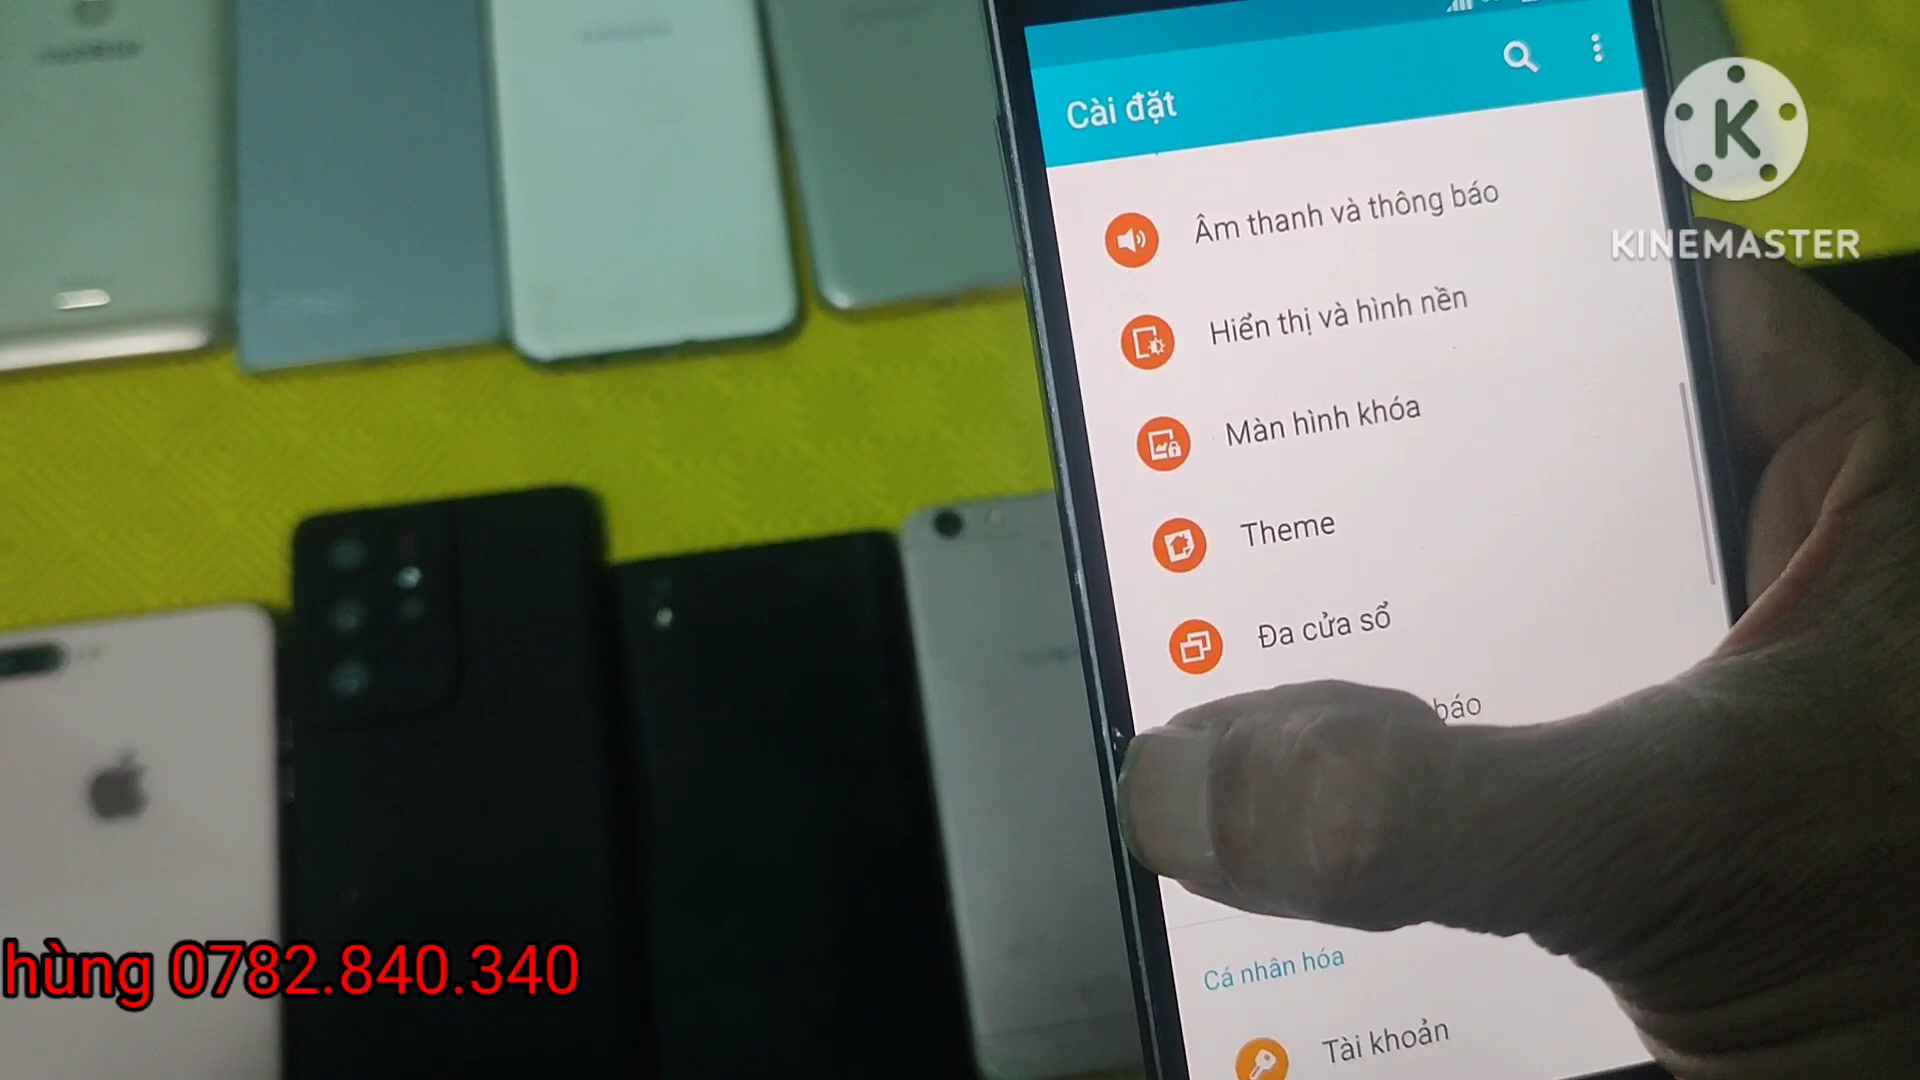 Cài đặt
Âm thanh và thông báo
Hiển thị và hình nền
Màn hình khóa
Theme
Đa cửa sổ
báo
Cá nhân hóa
Tài khoản
K
KINEMASTER
hùng 0782.840.340